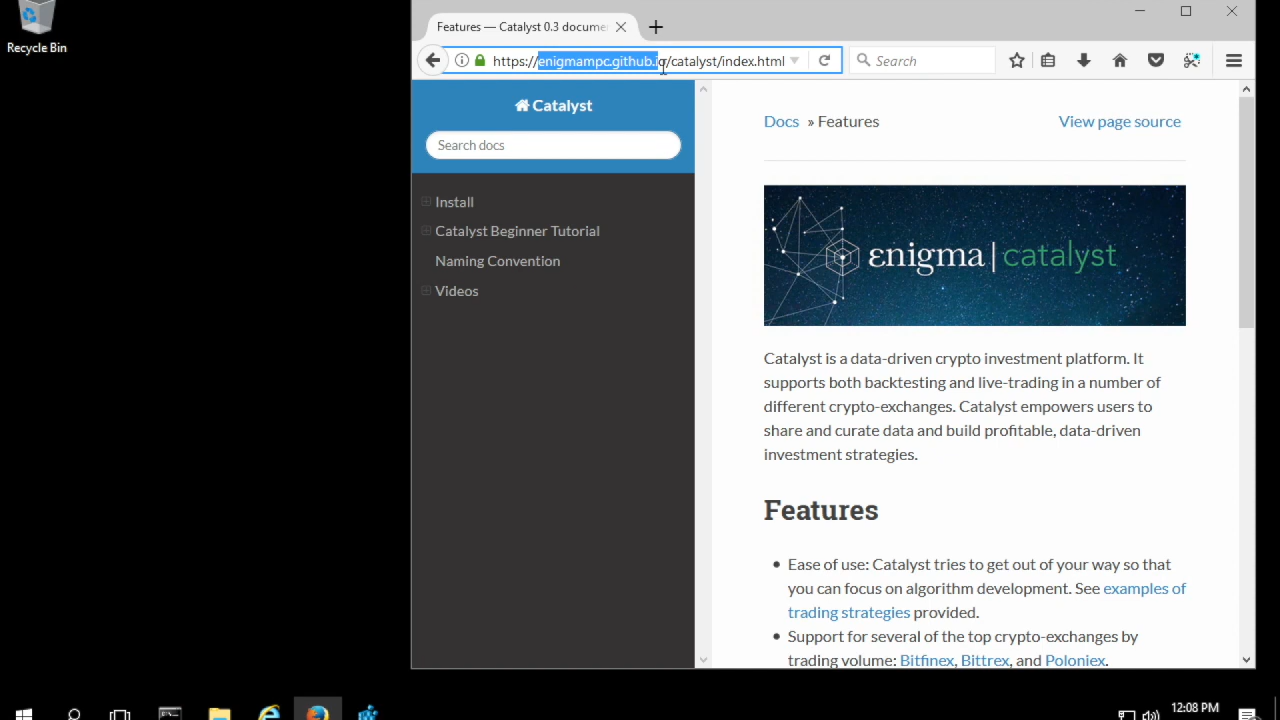 Recycle Bin
Features — Catalyst 0.3 docume
https://enigmampc.github.io/catalyst/index.html
Search
Catalyst
Search docs
Install
Catalyst Beginner Tutorial
Naming Convention
Videos
Docs » Features
View page source
εnigma | catalyst
Catalyst is a data-driven crypto investment platform. It
supports both backtesting and live-trading in a number of
different crypto-exchanges. Catalyst empowers users to
share and curate data and build profitable, data-driven
investment strategies.
Features
Ease of use: Catalyst tries to get out of your way so that
you can focus on algorithm development. See examples of
trading strategies provided.
Support for several of the top crypto-exchanges by
trading volume: Bitfinex, Bittrex, and Poloniex.
12:08 PM